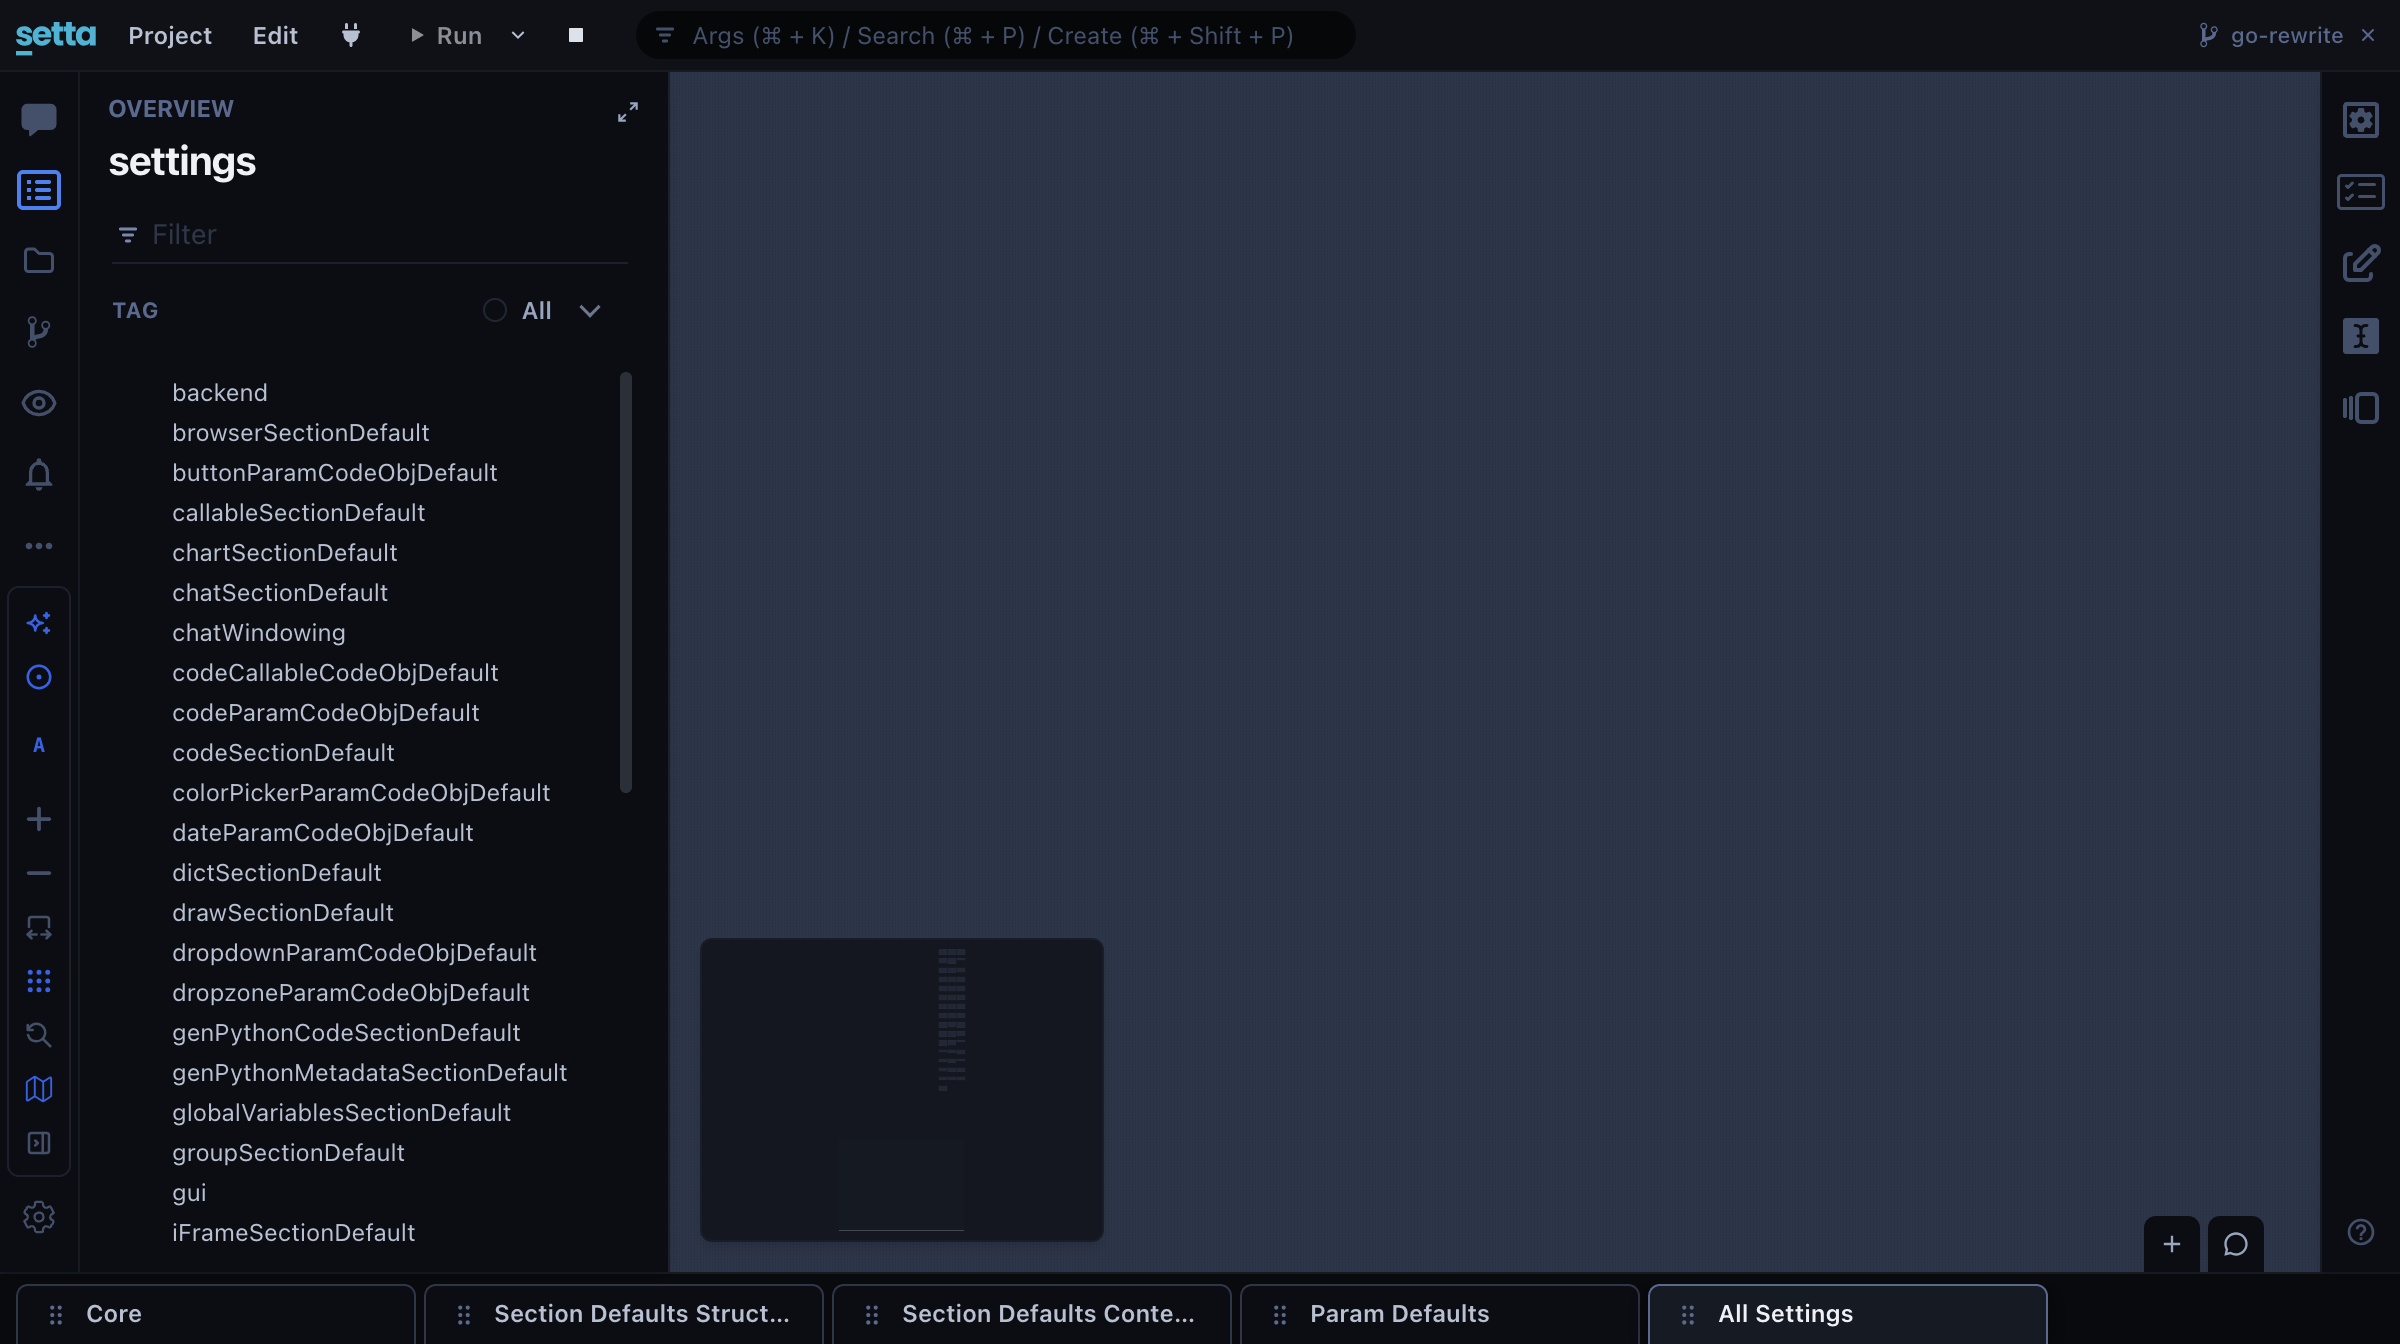 setta Project Edit Run Args (⌘ + K) / Search (⌘ + P) / Create (⌘ + Shift + P) go-rewrite
OVERVIEW
settings
Filter
TAG All
backend
browserSectionDefault
buttonParamCodeObjDefault
callableSectionDefault
chartSectionDefault
chatSectionDefault
chatWindowing
codeCallableCodeObjDefault
A
codeParamCodeObjDefault
codeSectionDefault
colorPickerParamCodeObjDefault
dateParamCodeObjDefault
dictSectionDefault
drawSectionDefault
dropdownParamCodeObjDefault
dropzoneParamCodeObjDefault
genPythonCodeSectionDefault
genPythonMetadataSectionDefault
globalVariablesSectionDefault
groupSectionDefault
gui
iFrameSectionDefault
Core Section Defaults Struct... Section Defaults Conte... Param Defaults All Settings